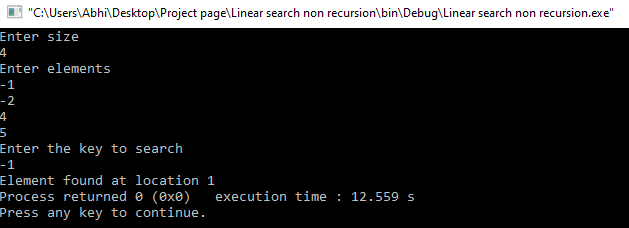 "C:\Users\Abhi\Desktop\Project page\Linear search non recursion\bin\Debug\Linear search non recursion.exe"
Enter size
4
Enter elements
-1
-2
4
5
Enter the key to search
-1
Element found at location 1
Process returned 0 (0x0)   execution time : 12.559 s
Press any key to continue.